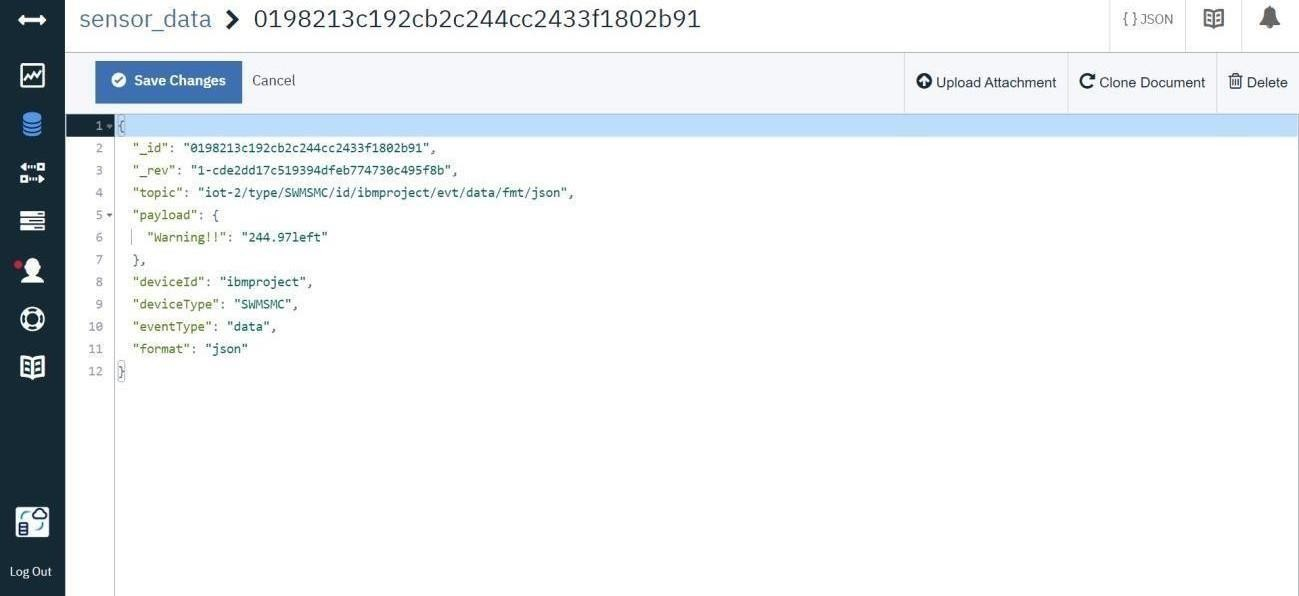 sensor_data > 0198213c192cb2c244cc2433f1802b91
{ } JSON
Save Changes
Cancel
Upload Attachment
Clone Document
Delete
1 {
2 "_id": "0198213c192cb2c244cc2433f1802b91",
3 "_rev": "1-cde2dd17c519394dfeb774730c495f8b",
4 "topic": "iot-2/type/SWMSMC/id/ibmproject/evt/data/fmt/json",
5 "payload": {
6 "Warning!!": "244.97left"
7 },
8 "deviceId": "ibmproject",
9 "deviceType": "SWMSMC",
10 "eventType": "data",
11 "format": "json"
12 }
Log Out